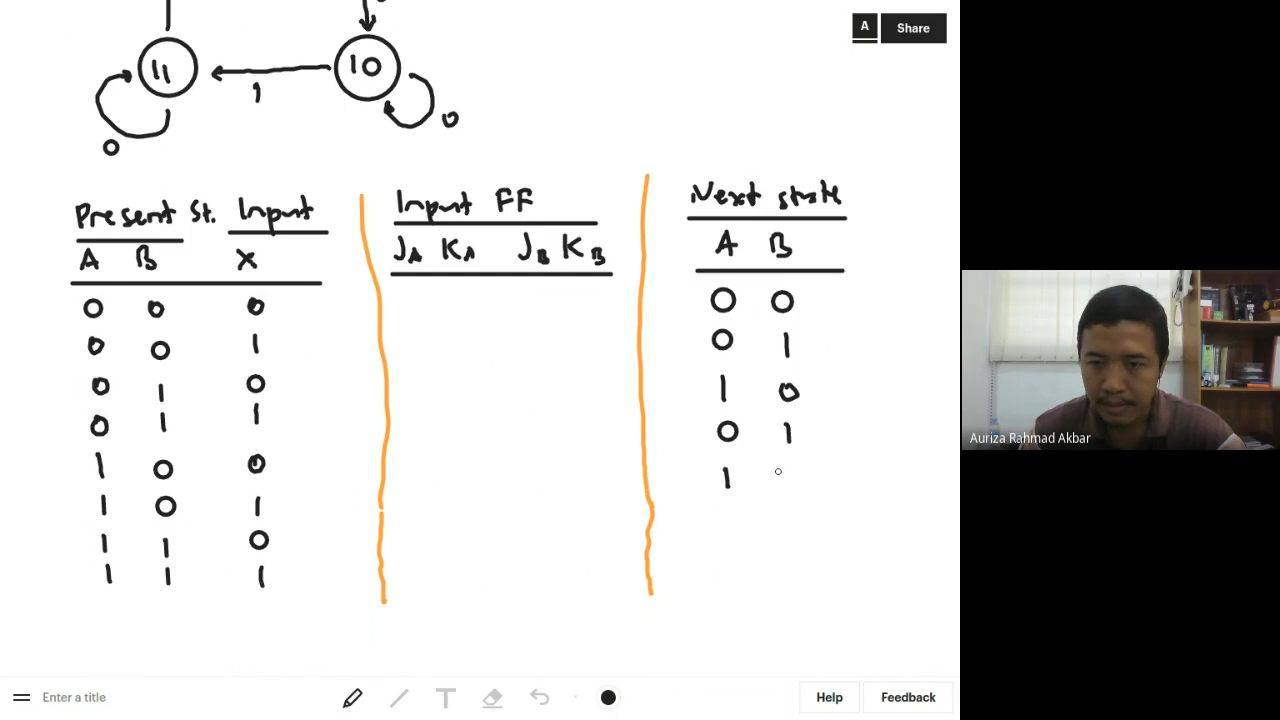 A Share
11 10
1
0
0
Present St. Input
A B X
0 0 0
0 0 1
0 1 0
0 1 1
1 0 0
1 0 1
1 1 0
1 1 1
Input FF
JA KA JB KB
Next state
A B
0 0
0 1
1 0
0 1
1
Auriza Rahmad Akbar
Enter a title
T
Help Feedback